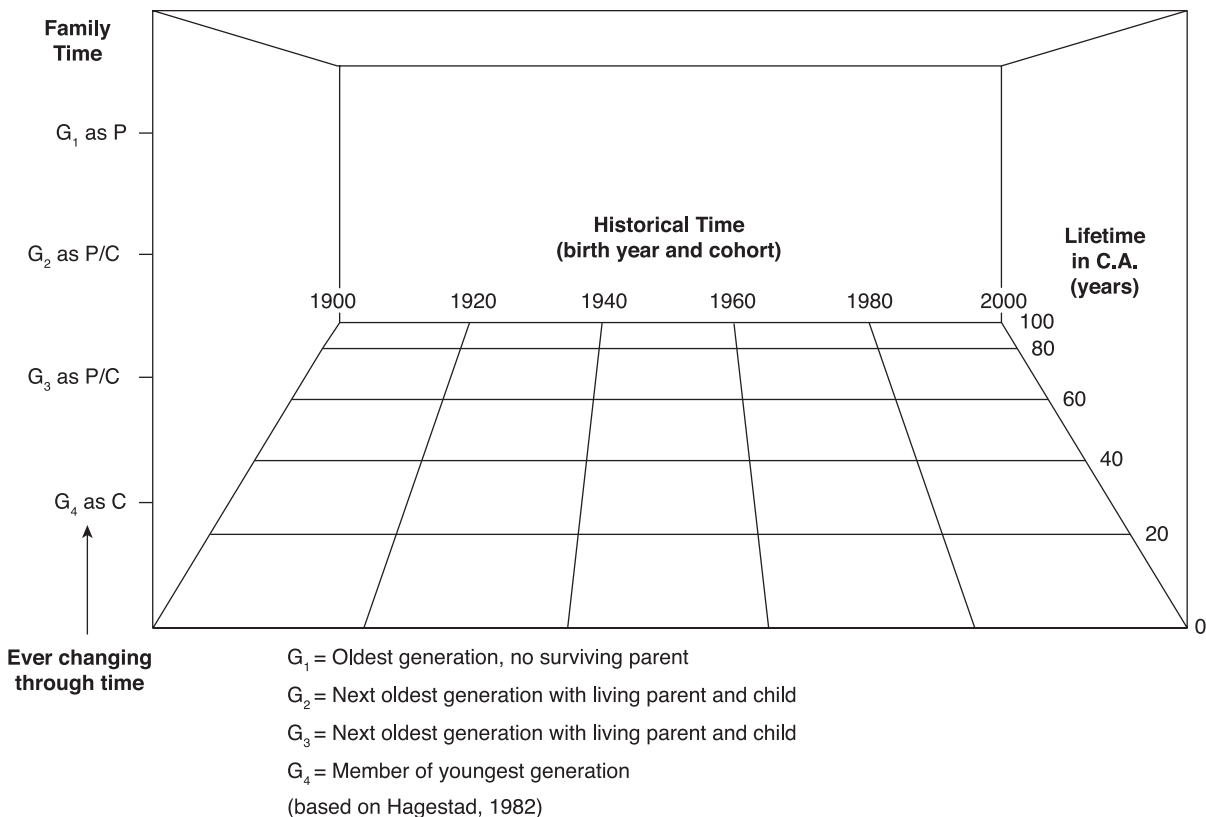 Family
Time
G₁ as P
G₂ as P/C
G₃ as P/C
G₄ as C
Ever changing
through time
Historical Time
(birth year and cohort)
1900 1920 1940 1960 1980 2000
Lifetime
in C.A.
(years)
100
80
60
40
20
0
G₁ = Oldest generation, no surviving parent
G₂ = Next oldest generation with living parent and child
G₃ = Next oldest generation with living parent and child
G₄ = Member of youngest generation
(based on Hagestad, 1982)